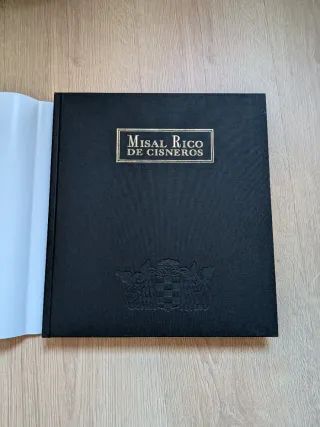 MISAL RICO
DE CISNEROS